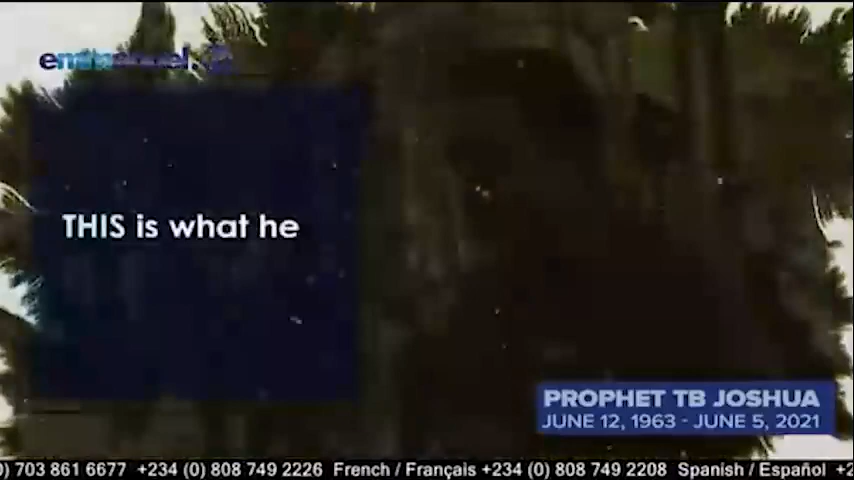 emmanuel.
THIS is what he
PROPHET TB JOSHUA
JUNE 12, 1963 - JUNE 5, 2021
) 703 861 6677 +234 (0) 808 749 2226 French / Français +234 (0) 808 749 2208 Spanish / Español +2